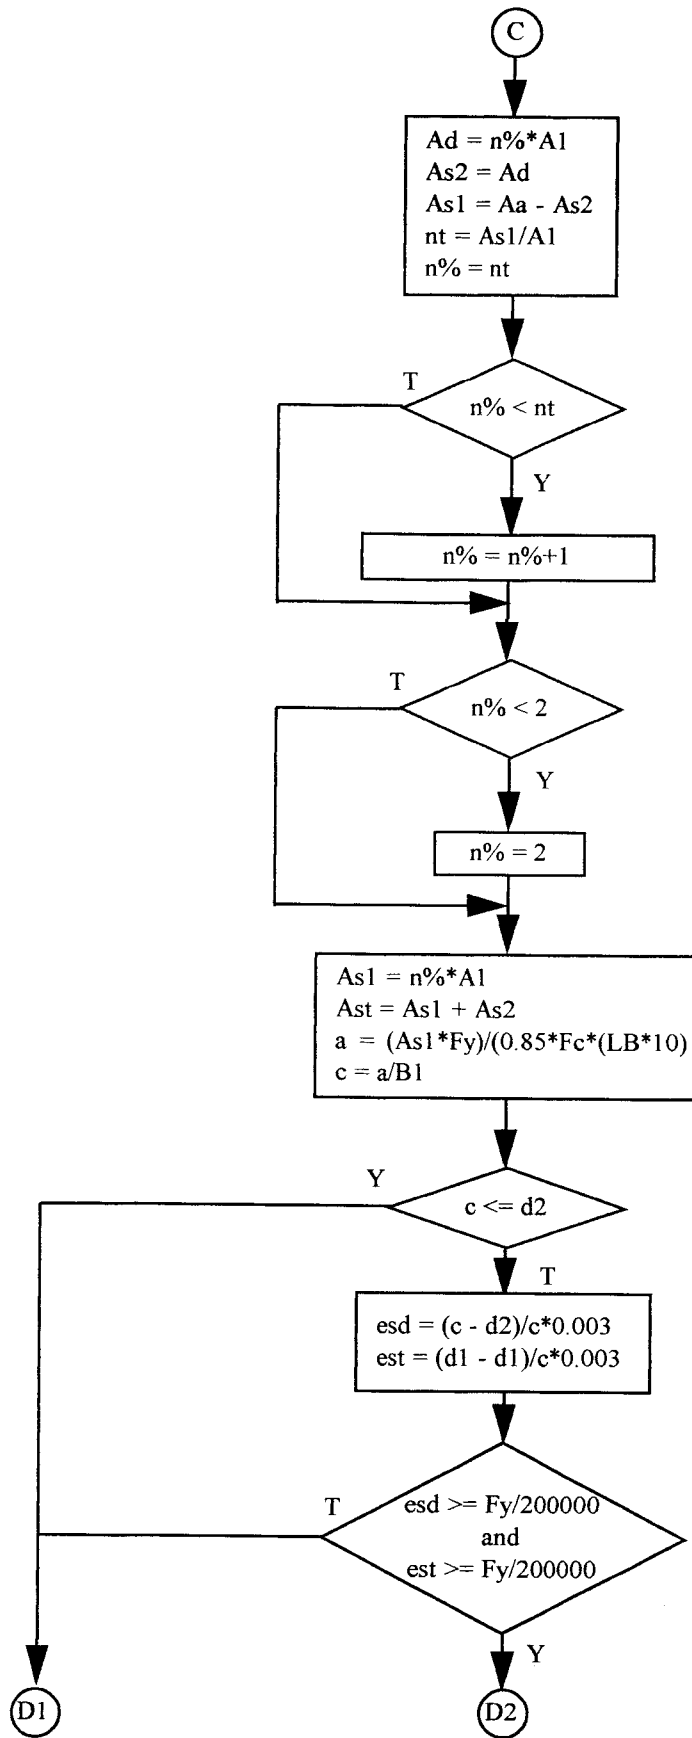 C
Ad = n%*A1
As2 = Ad
As1 = Aa - As2
nt = As1/A1
n% = nt
T
n% < nt
Y
n% = n%+1
T
n% < 2
Y
n% = 2
As1 = n%*A1
Ast = As1 + As2
a = (As1*Fy)/(0.85*Fc*(LB*10)
c = a/B1
Y
c <= d2
T
esd = (c - d2)/c*0.003
est = (d1 - d1)/c*0.003
T
esd >= Fy/200000
and
est >= Fy/200000
Y
D1
D2